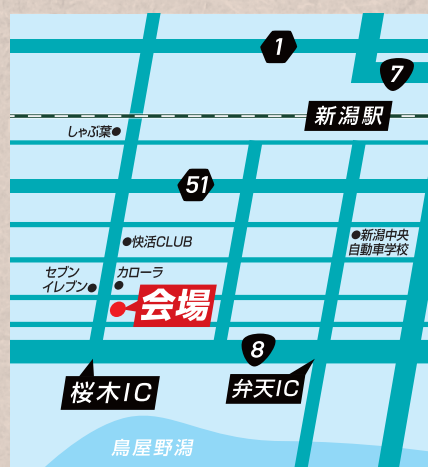 1
7
新潟駅
しゃぶ葉
51
快活CLUB
新潟中央
自動車学校
セブン
イレブン
カローラ
会場
8
桜木IC
弁天IC
鳥屋野潟